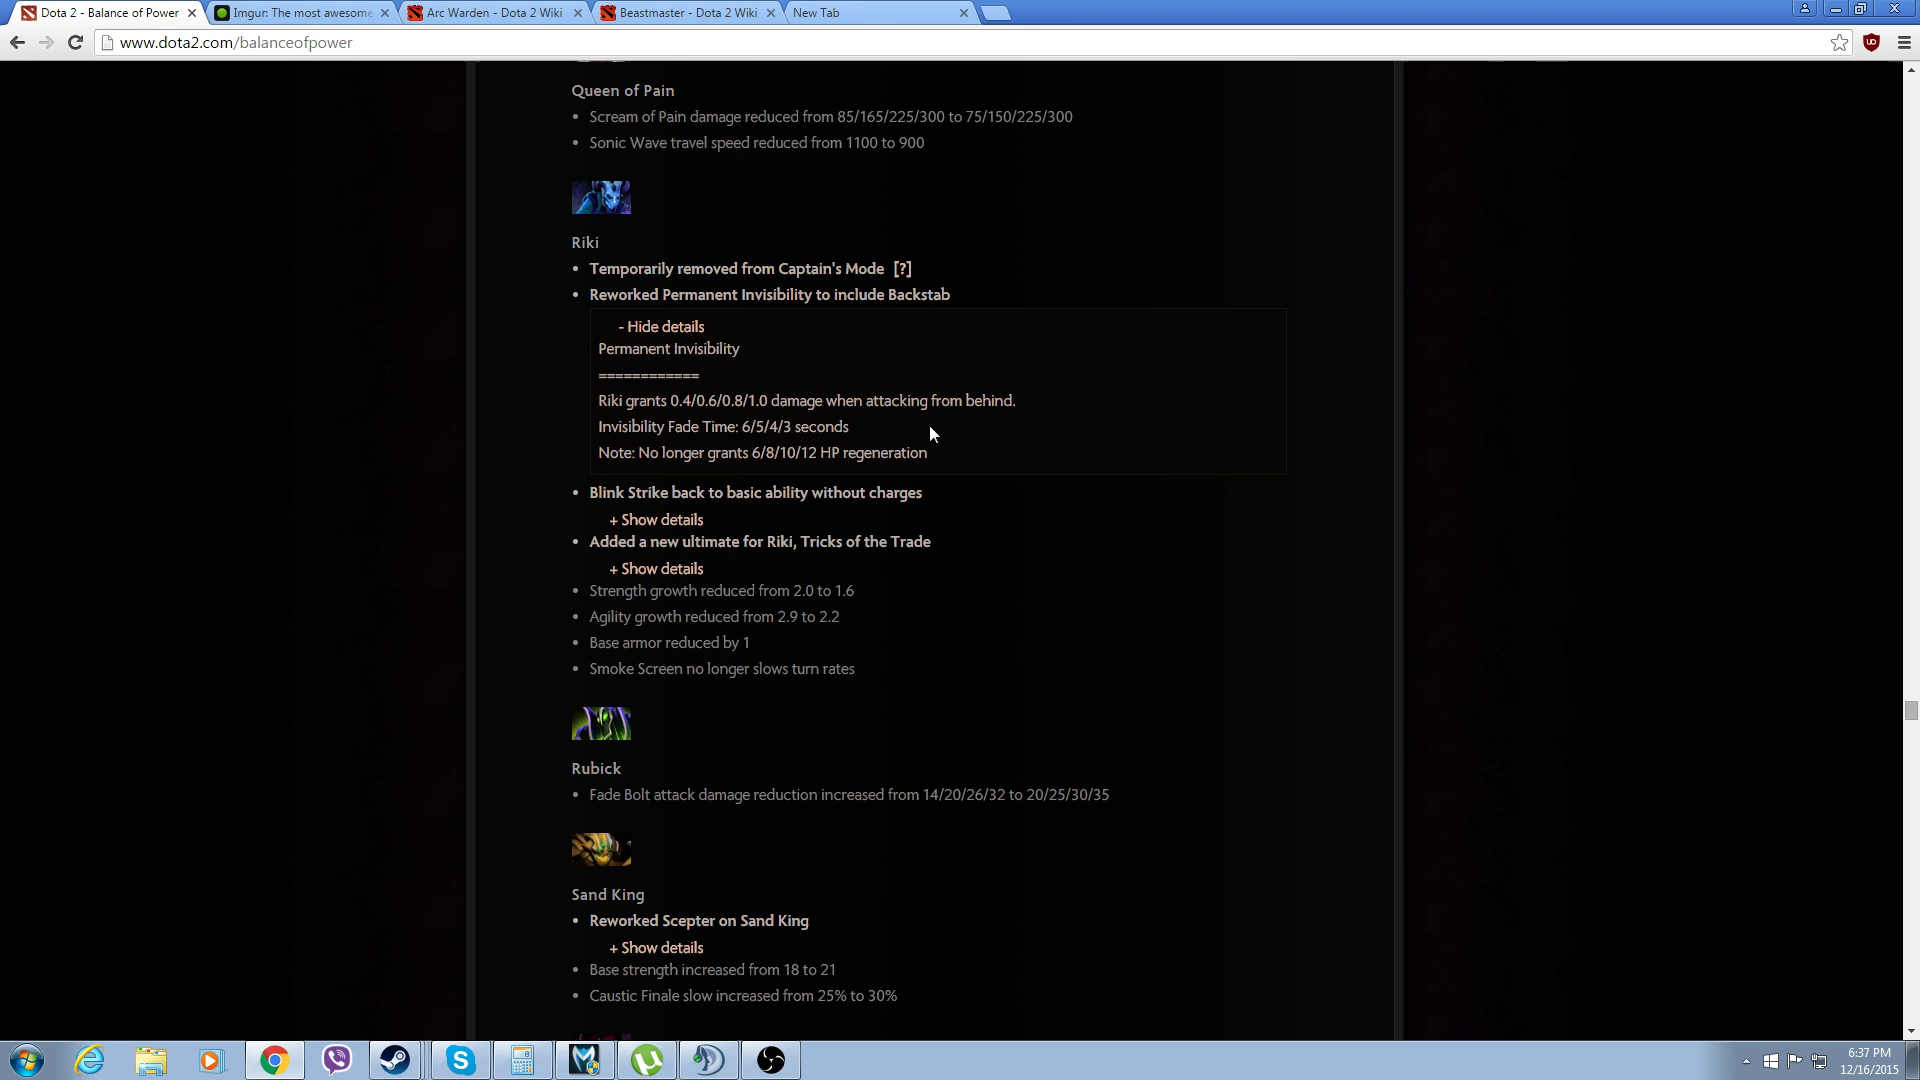 Dota 2 - Balance of Power
Imgur: The most awesome
Arc Warden - Dota 2 Wiki
Beastmaster - Dota 2 Wiki
New Tab
www.dota2.com/balanceofpower
Queen of Pain
• Scream of Pain damage reduced from 85/165/225/300 to 75/150/225/300
• Sonic Wave travel speed reduced from 1100 to 900
Riki
• Temporarily removed from Captain's Mode [?]
• Reworked Permanent Invisibility to include Backstab
- Hide details
Permanent Invisibility
============
Riki grants 0.4/0.6/0.8/1.0 damage when attacking from behind.
Invisibility Fade Time: 6/5/4/3 seconds
Note: No longer grants 6/8/10/12 HP regeneration
• Blink Strike back to basic ability without charges
+ Show details
• Added a new ultimate for Riki, Tricks of the Trade
+ Show details
• Strength growth reduced from 2.0 to 1.6
• Agility growth reduced from 2.9 to 2.2
• Base armor reduced by 1
• Smoke Screen no longer slows turn rates
Rubick
• Fade Bolt attack damage reduction increased from 14/20/26/32 to 20/25/30/35
Sand King
• Reworked Scepter on Sand King
+ Show details
• Base strength increased from 18 to 21
• Caustic Finale slow increased from 25% to 30%
6:37 PM
12/16/2015